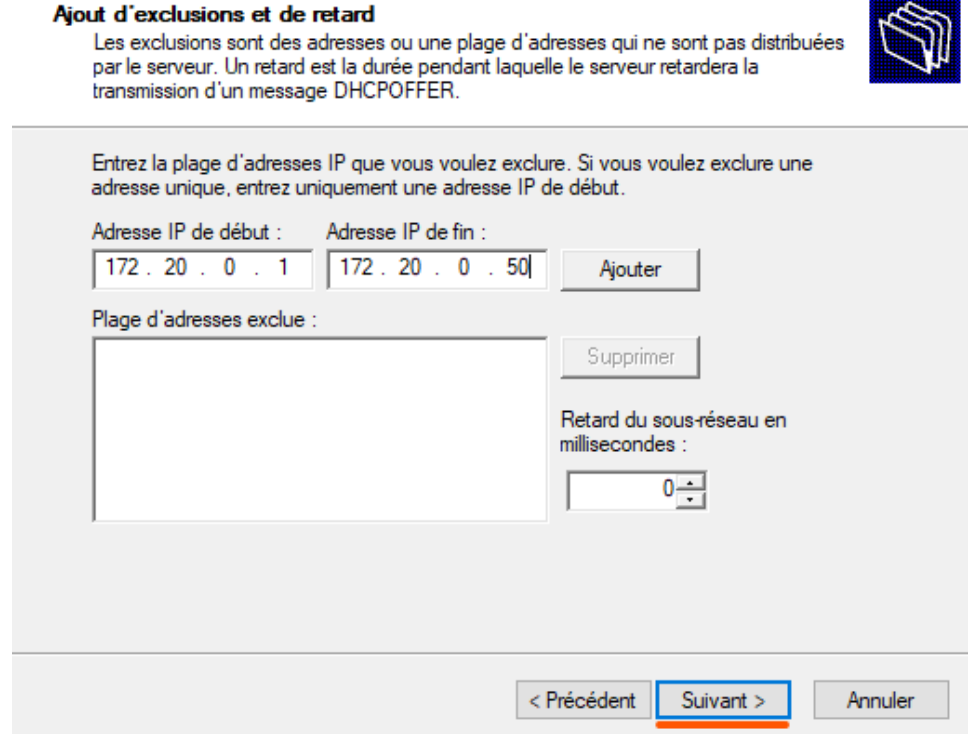 Ajout d'exclusions et de retard
Les exclusions sont des adresses ou une plage d'adresses qui ne sont pas distribuées
par le serveur. Un retard est la durée pendant laquelle le serveur retardera la
transmission d'un message DHCPOFFER.
Entrez la plage d'adresses IP que vous voulez exclure. Si vous voulez exclure une
adresse unique, entrez uniquement une adresse IP de début.
Adresse IP de début : Adresse IP de fin :
172 . 20 . 0 . 1 172 . 20 . 0 . 50 Ajouter
Plage d'adresses exclue :
Supprimer
Retard du sous-réseau en
millisecondes :
0
< Précédent Suivant > Annuler